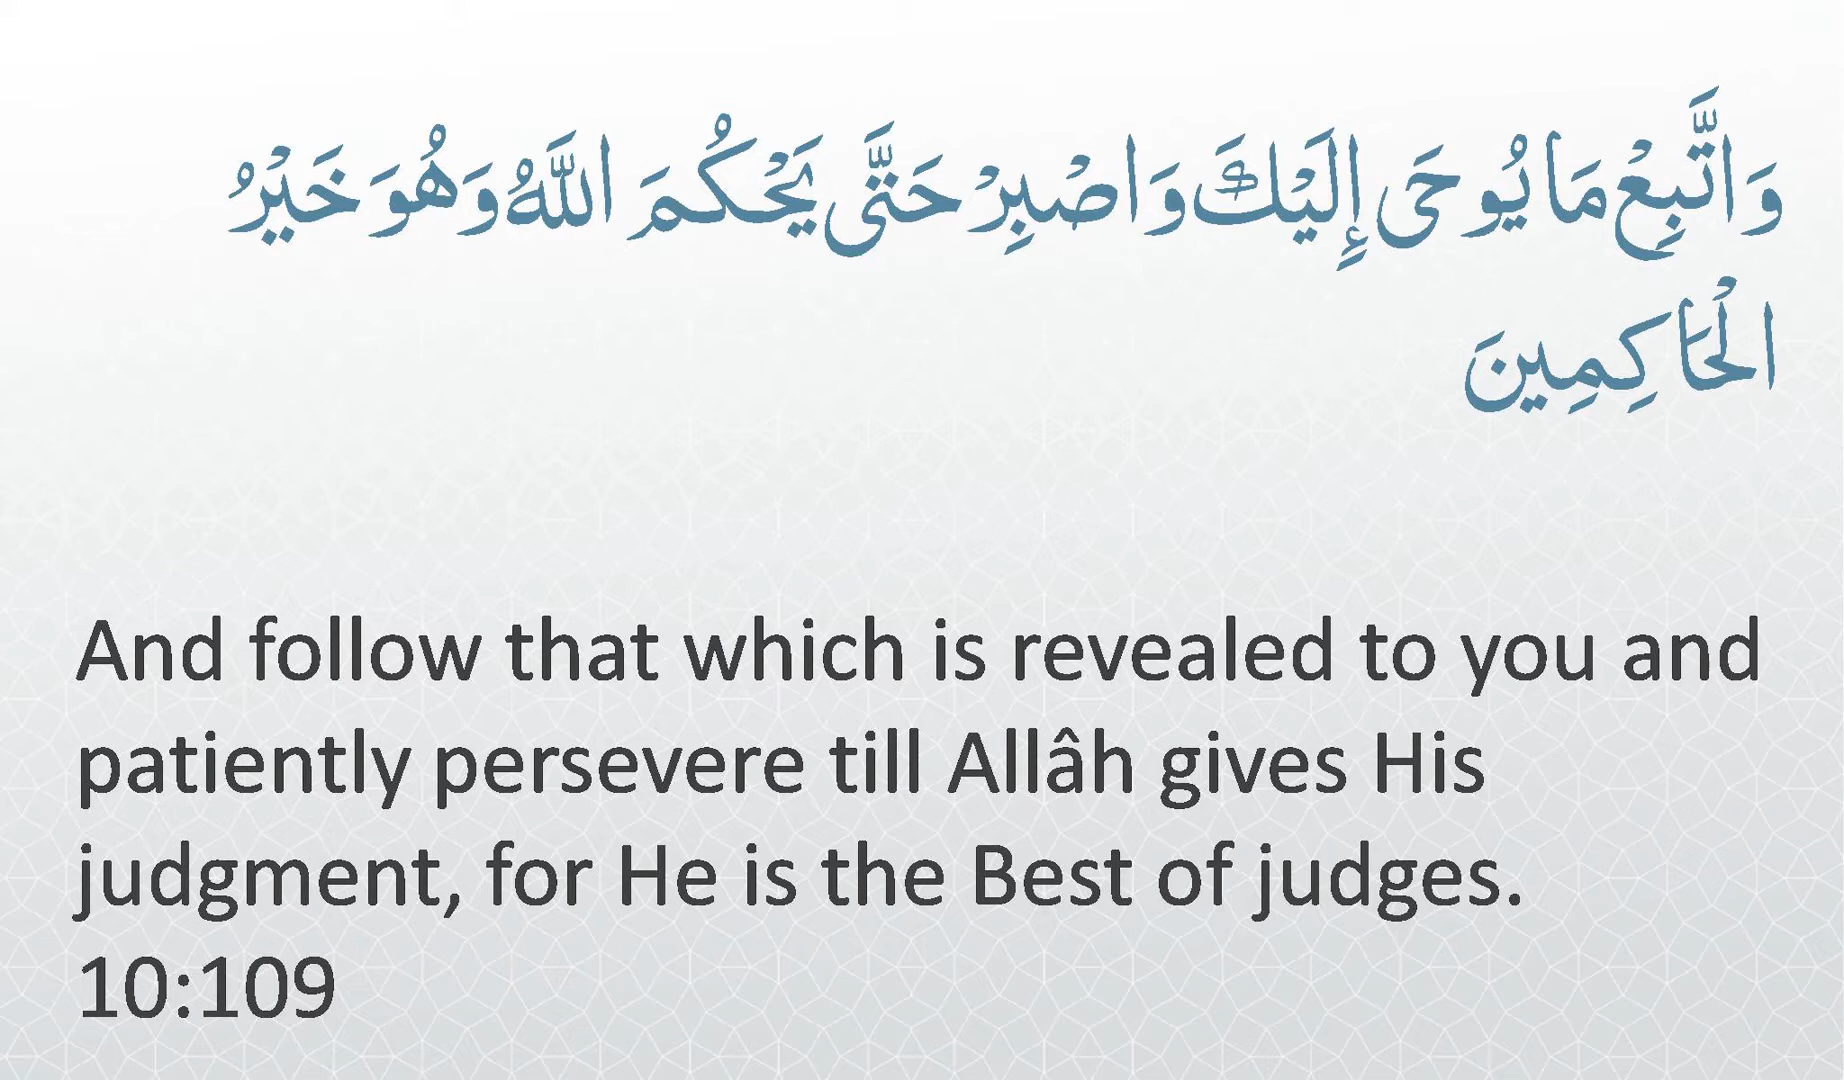 وَاتَّبِعْ مَا يُوحَى إِلَيْكَ وَاصْبِرْ حَتَّى يَحْكُمَ اللَّهُ وَهُوَ خَيْرُ
الْحَاكِمِينَ
And follow that which is revealed to you and
patiently persevere till Allâh gives His
judgment, for He is the Best of judges.
10:109